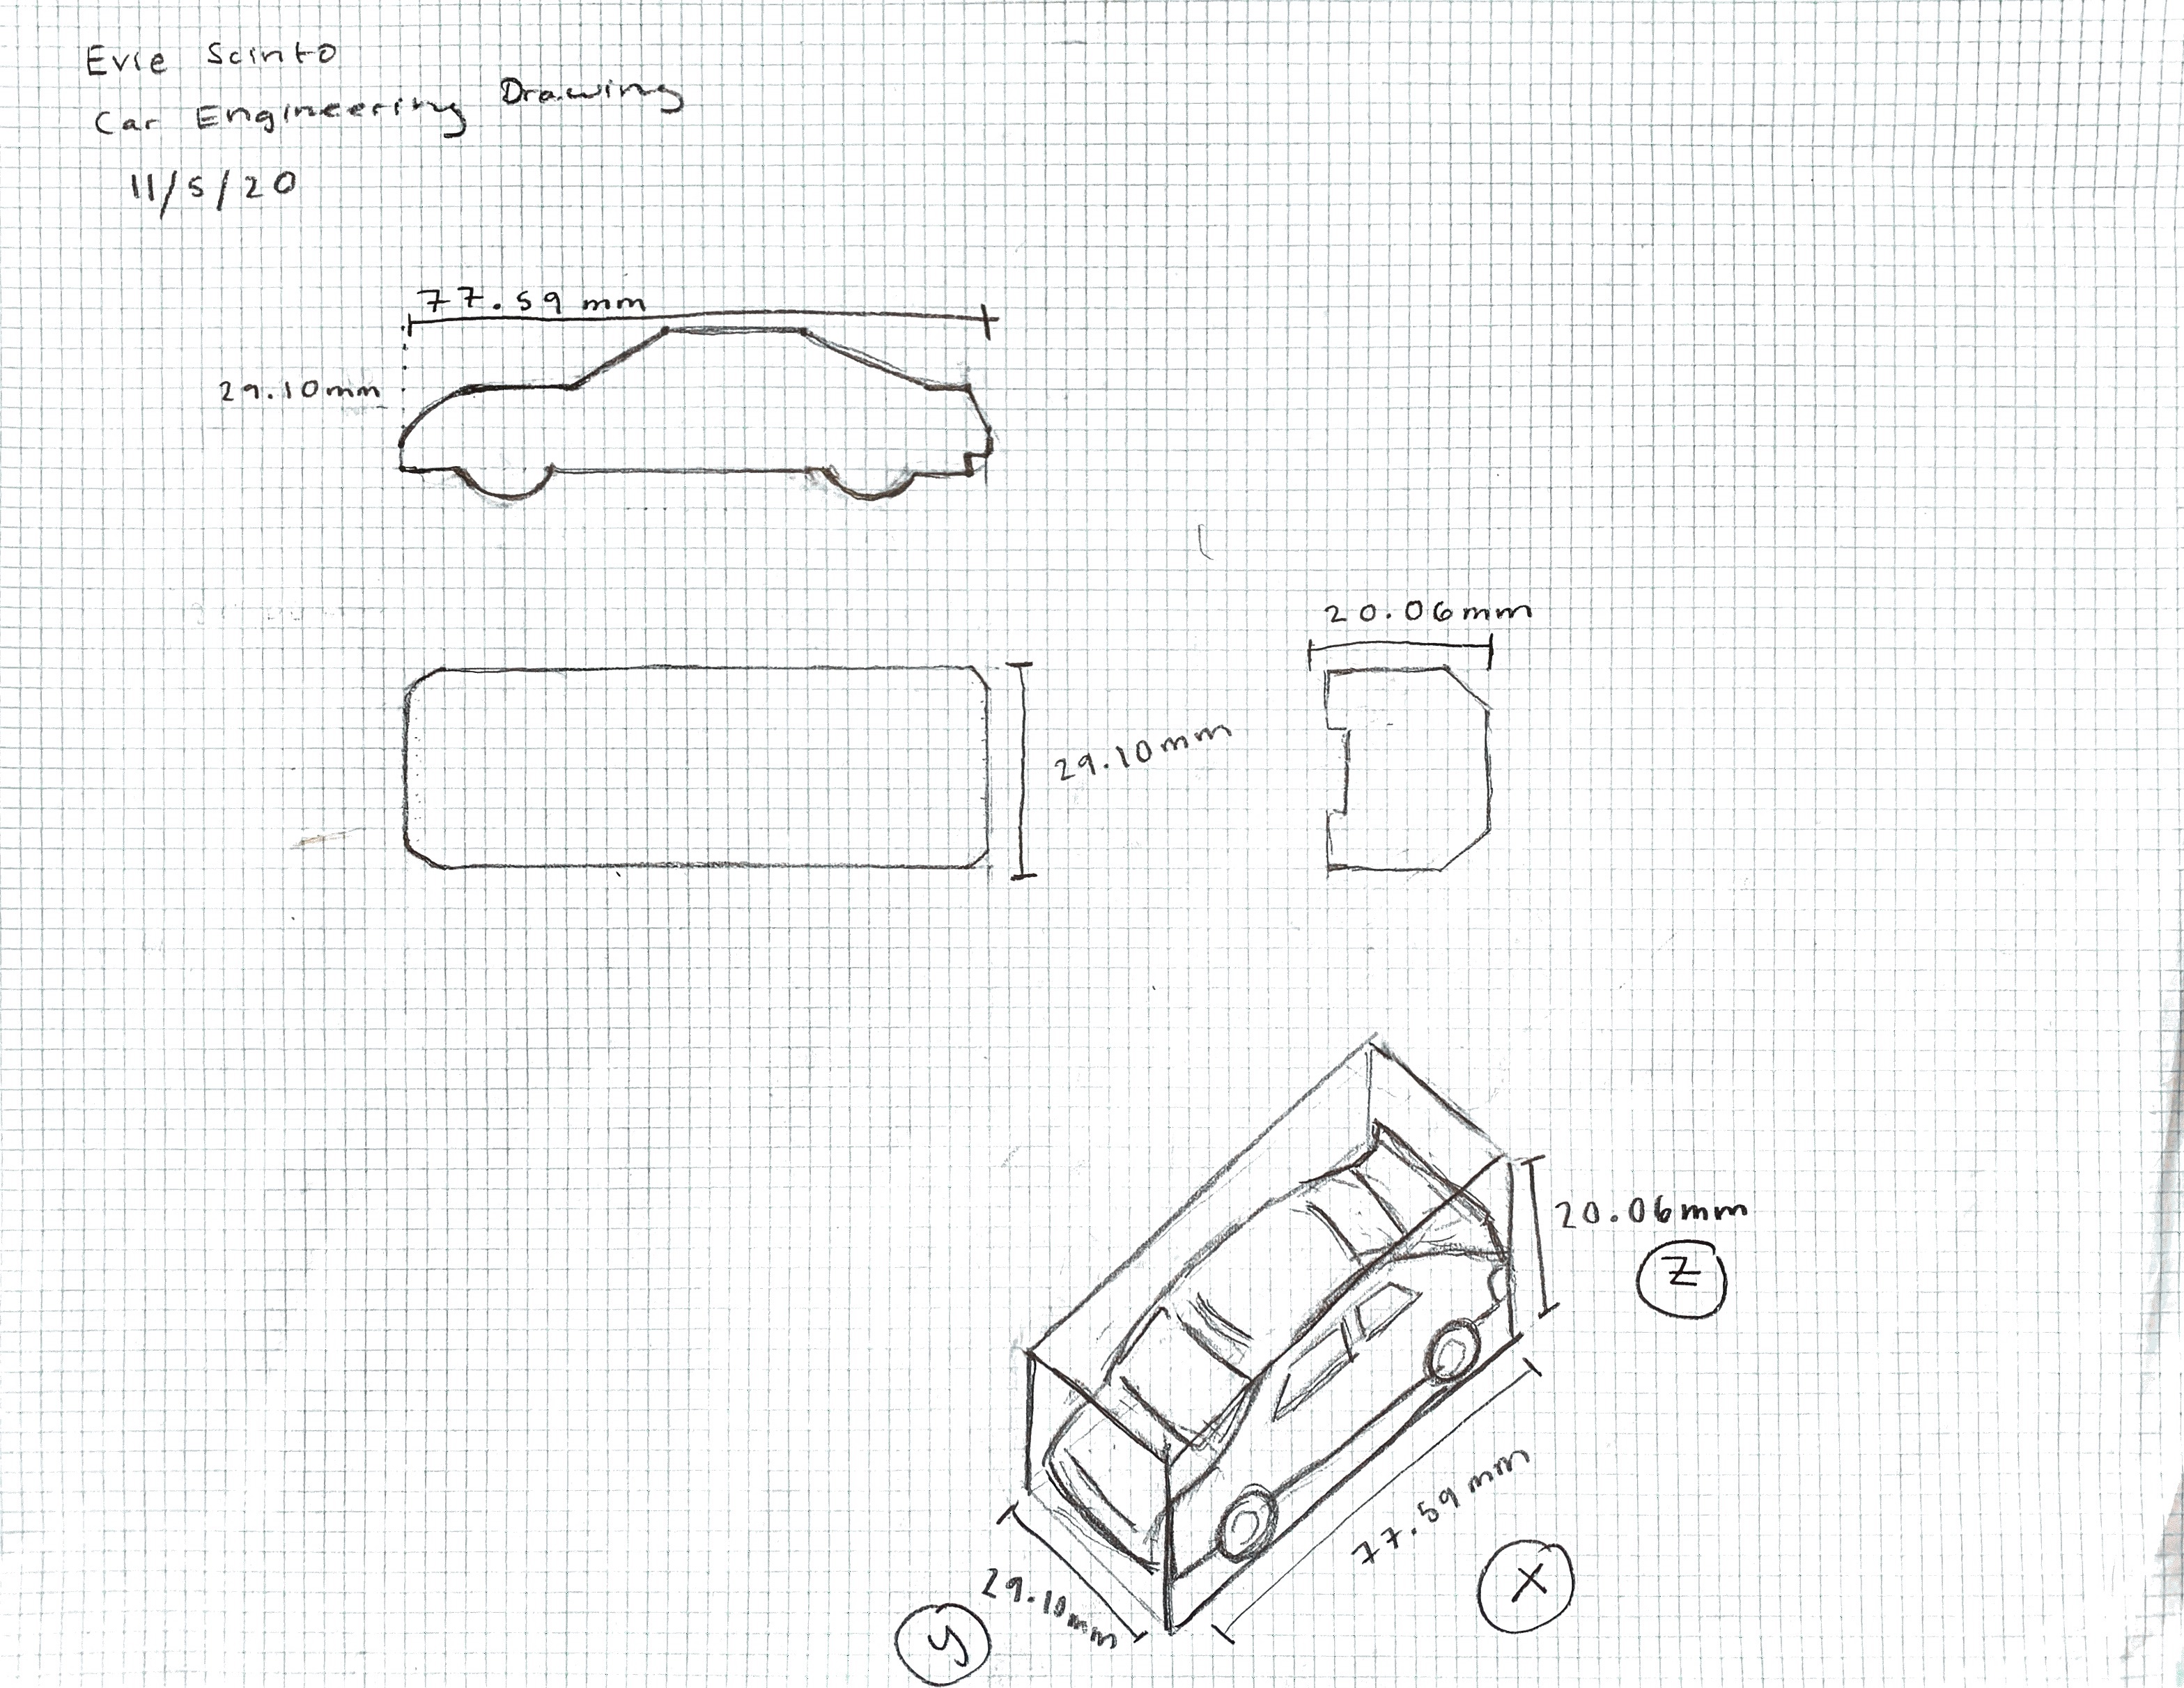 Evie Scinto
Car Engineering Drawing
11/5/20
77.59 mm
29.10mm
20.06mm
29.10mm
20.06mm
Z
77.59 mm
X
29.10mm
y